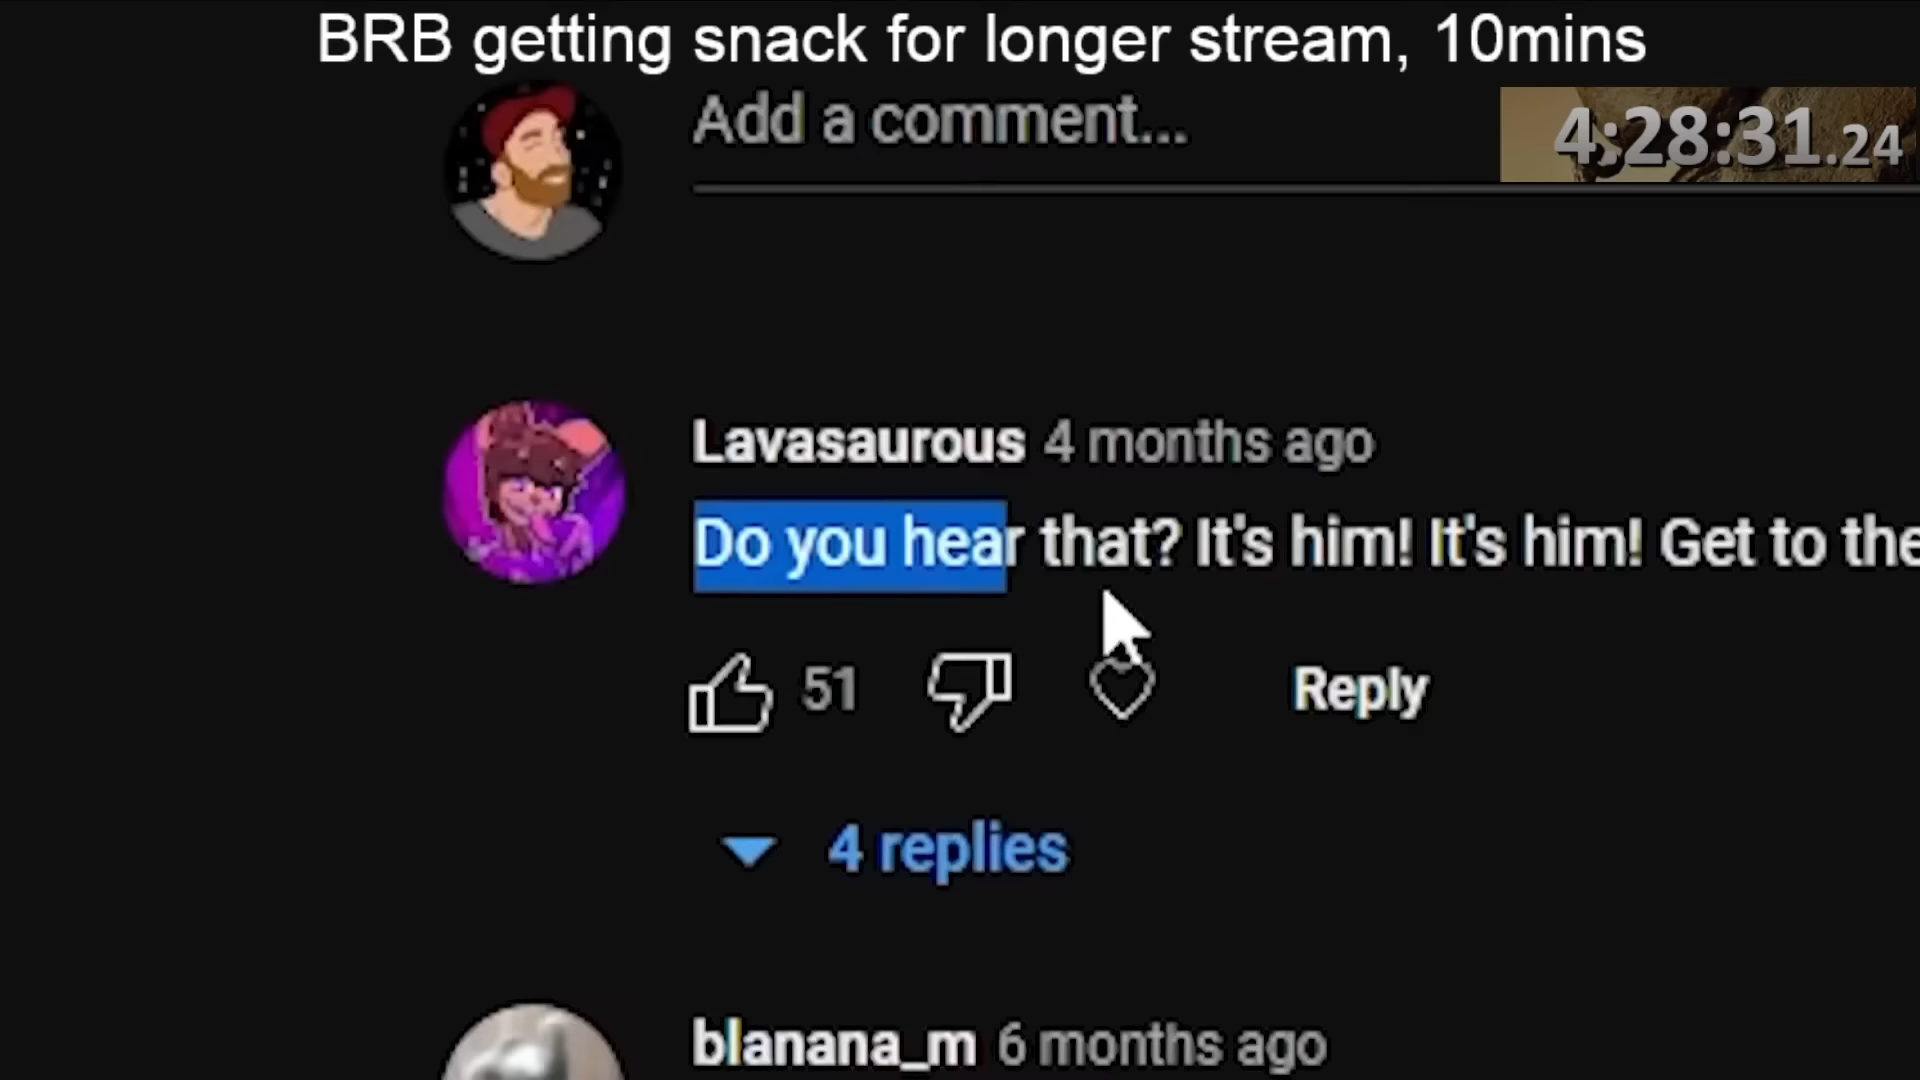 BRB getting snack for longer stream, 10mins
Add a comment...
4:28:31.24
Lavasaurous 4 months ago
Do you hear that? It's him! It's him! Get to the
51
Reply
4 replies
blanana_m 6 months ago